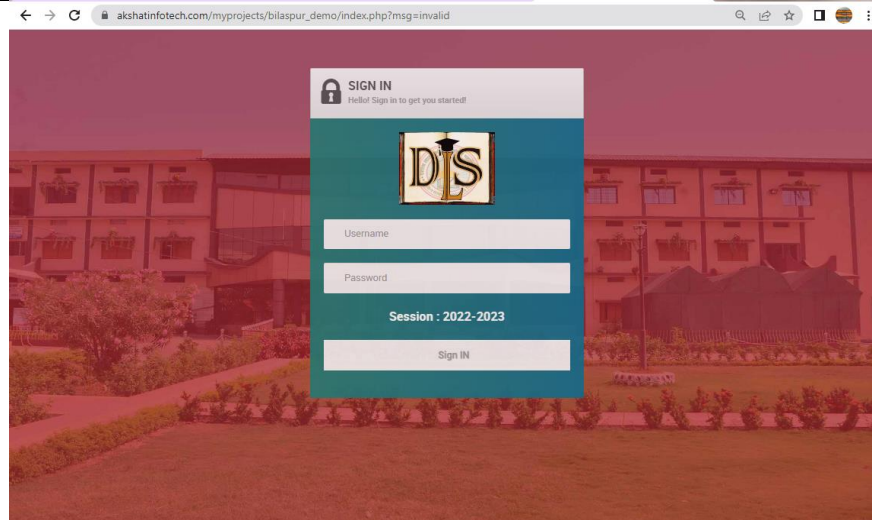 akshatinfotech.com/myprojects/bilaspur_demo/index.php?msg=invalid
SIGN IN
Hello! Sign in to get you started!
DLS
Username
Password
Session : 2022-2023
Sign IN